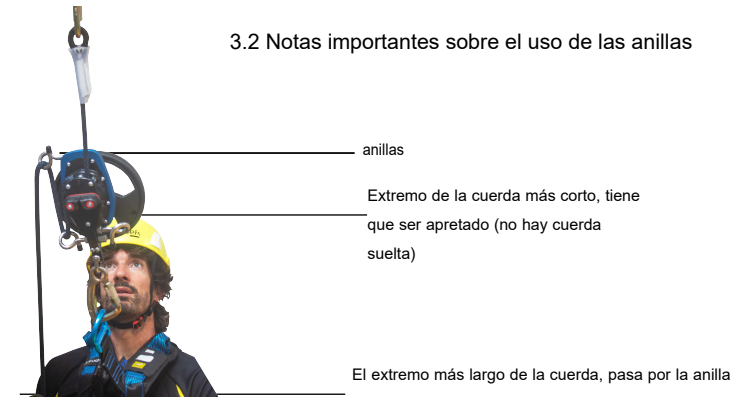 3.2 Notas importantes sobre el uso de las anillas
anillas
Extremo de la cuerda más corto, tiene
que ser apretado (no hay cuerda
suelta)
El extremo más largo de la cuerda, pasa por la anilla